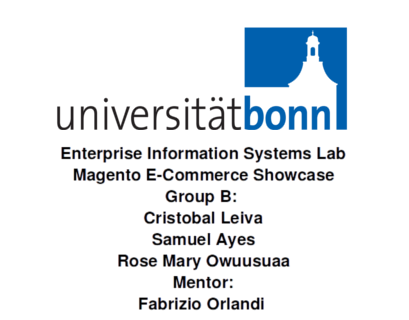 universitätbonn
Enterprise Information Systems Lab
Magento E-Commerce Showcase
Group B:
Cristobal Leiva
Samuel Ayes
Rose Mary Owuusuaa
Mentor:
Fabrizio Orlandi